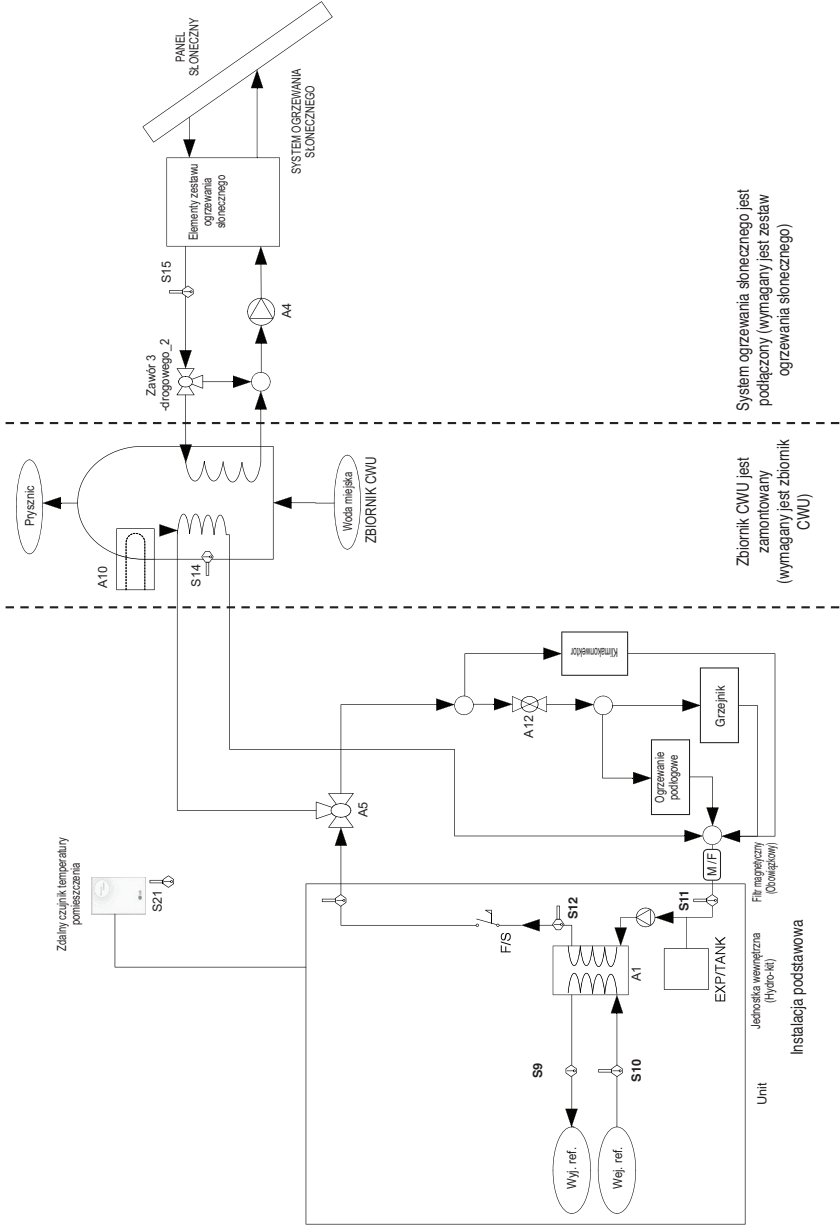 PANEL
SŁONECZNY
SYSTEM OGRZEWANIA
SŁONECZNEGO
Elementy zestawu
ogrzewania
słonecznego
S15
A4
Zawór 3
-drogowego_2
System ogrzewania słonecznego jest
podłączony (wymagany jest zestaw
ogrzewania słonecznego)
Prysznic
A10
S14
Woda miejska
ZBIORNIK CWU
Zbiornik CWU jest
zamontowany
(wymagany jest zbiornik
CWU)
Zdalny czujnik temperatury
pomieszczenia
S21
A5
A12
Klimakonwektor
Grzejnik
Ogrzewanie
podłogowe
M/F
Filtr magnetyczny
(Obowiązkowy)
F/S
S12
S11
A1
EXP/TANK
S9
S10
Wyj. ref.
Wej. ref.
Jednostka wewnętrzna
(Hydro-kit)
Unit
Instalacja podstawowa